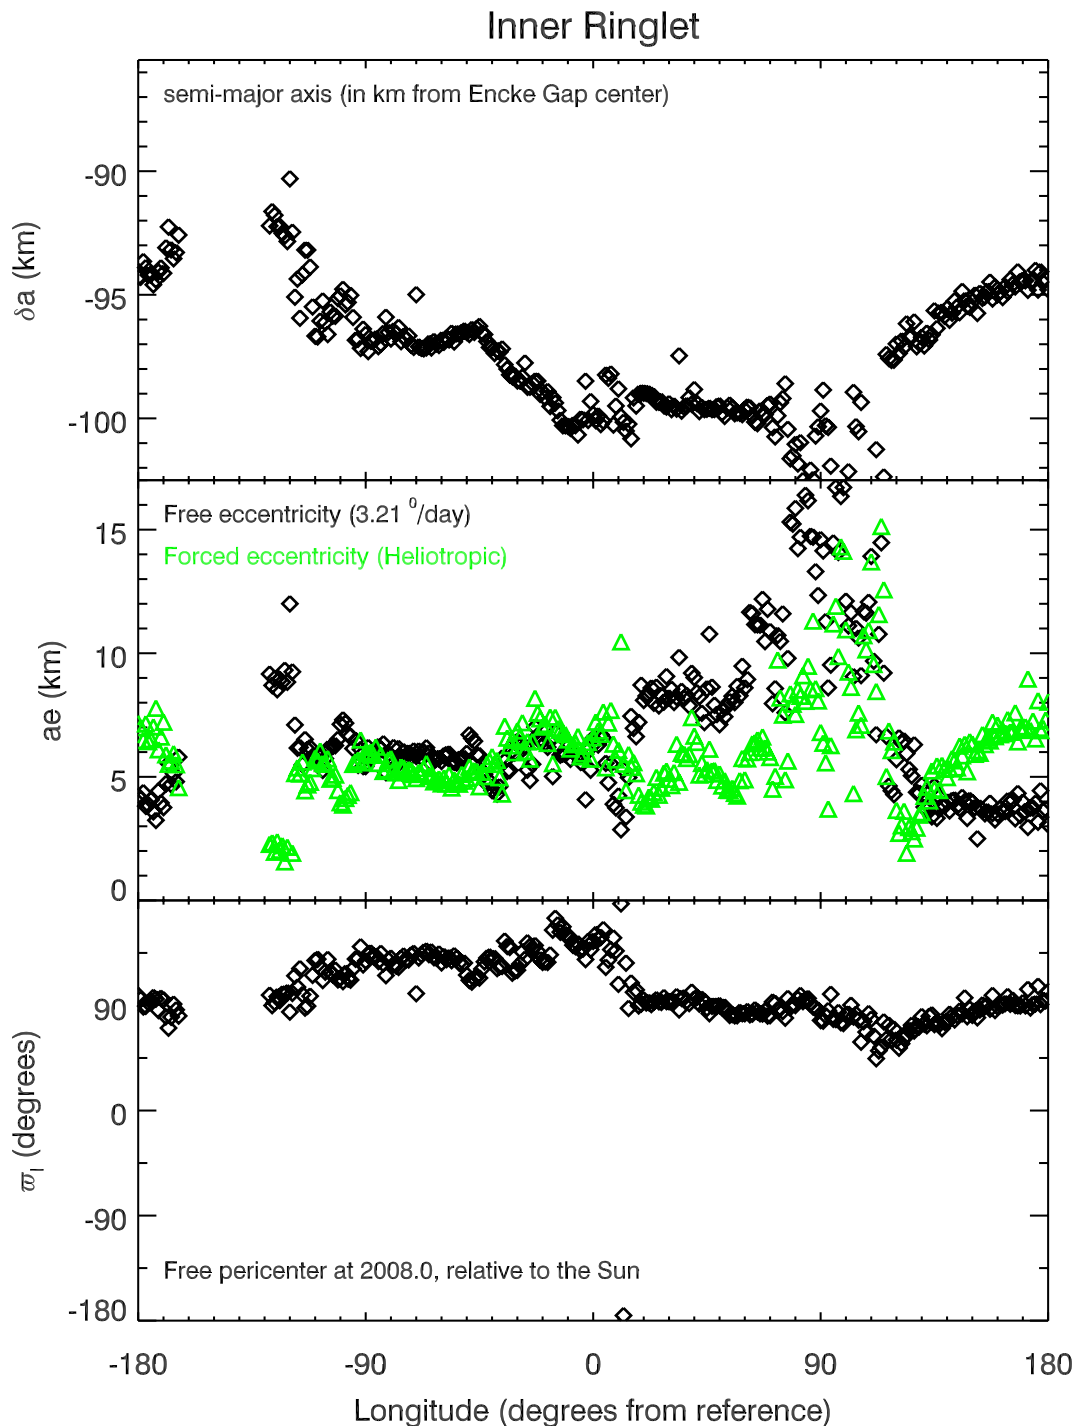 Inner Ringlet
semi-major axis (in km from Encke Gap center)
-90
-95
-100
δa (km)
Free eccentricity (3.21 ⁰/day)
Forced eccentricity (Heliotropic)
15
10
5
0
ae (km)
90
0
-90
-180
ϖₗ (degrees)
Free pericenter at 2008.0, relative to the Sun
-180 -90 0 90 180
Longitude (degrees from reference)